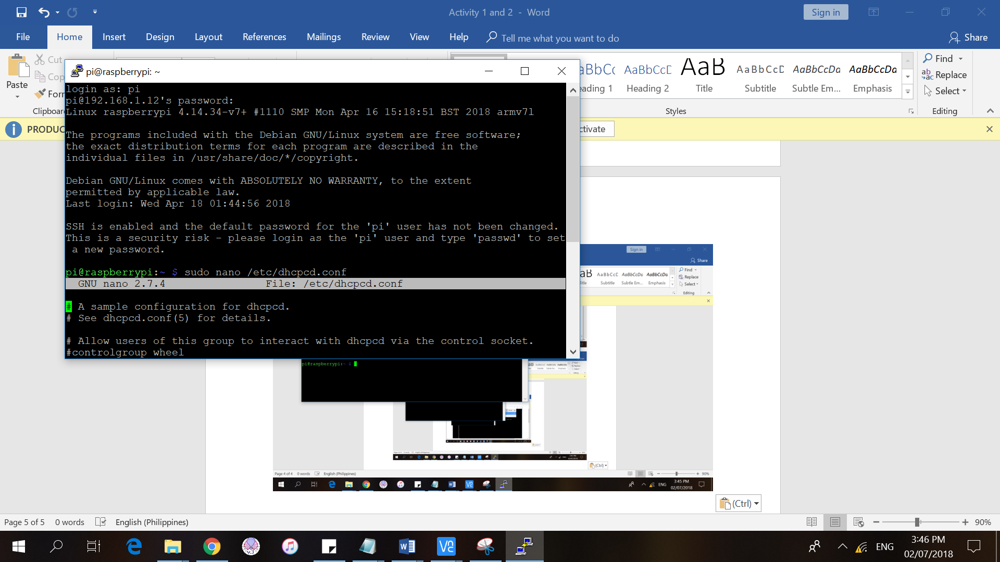 Activity 1 and 2 - Word
Sign in
File Home Insert Design Layout References Mailings Review View Help Tell me what you want to do
Share
Paste
Cut
Cop
Form
Clipboard
pi@raspberrypi: ~
login as: pi
pi@192.168.1.12's password:
Linux raspberrypi 4.14.34-v7+ #1110 SMP Mon Apr 16 15:18:51 BST 2018 armv7l
The programs included with the Debian GNU/Linux system are free software;
the exact distribution terms for each program are described in the
individual files in /usr/share/doc/*/copyright.
Debian GNU/Linux comes with ABSOLUTELY NO WARRANTY, to the extent
permitted by applicable law.
Last login: Wed Apr 18 01:44:56 2018
SSH is enabled and the default password for the 'pi' user has not been changed.
This is a security risk - please login as the 'pi' user and type 'passwd' to set
a new password.
pi@raspberrypi:~ $ sudo nano /etc/dhcpcd.conf
GNU nano 2.7.4 File: /etc/dhcpcd.conf
# A sample configuration for dhcpcd.
# See dhcpcd.conf(5) for details.
# Allow users of this group to interact with dhcpcd via the control socket.
#controlgroup wheel
aBbCc AaBbCcD AaB AaBbCcD AaBbCcDa AaBbCcDa
eading 1 Heading 2 Title Subtitle Subtle Em... Emphasis
Styles
Find
Replace
Select
Editing
PRODUC
ctivate
Sign in
Share
AaB AaBbCcD AaBbCcDa AaBbCcDa
Subtitle Subtle Em... Emphasis
Find
Replace
Select
Editing
pi@raspberrypi:~ $
(Ctrl)
Page 4 of 4 0 words English (Philippines)
90%
ENG
3:45 PM
02/07/2018
(Ctrl)
Page 5 of 5 0 words English (Philippines)
90%
ENG
3:46 PM
02/07/2018